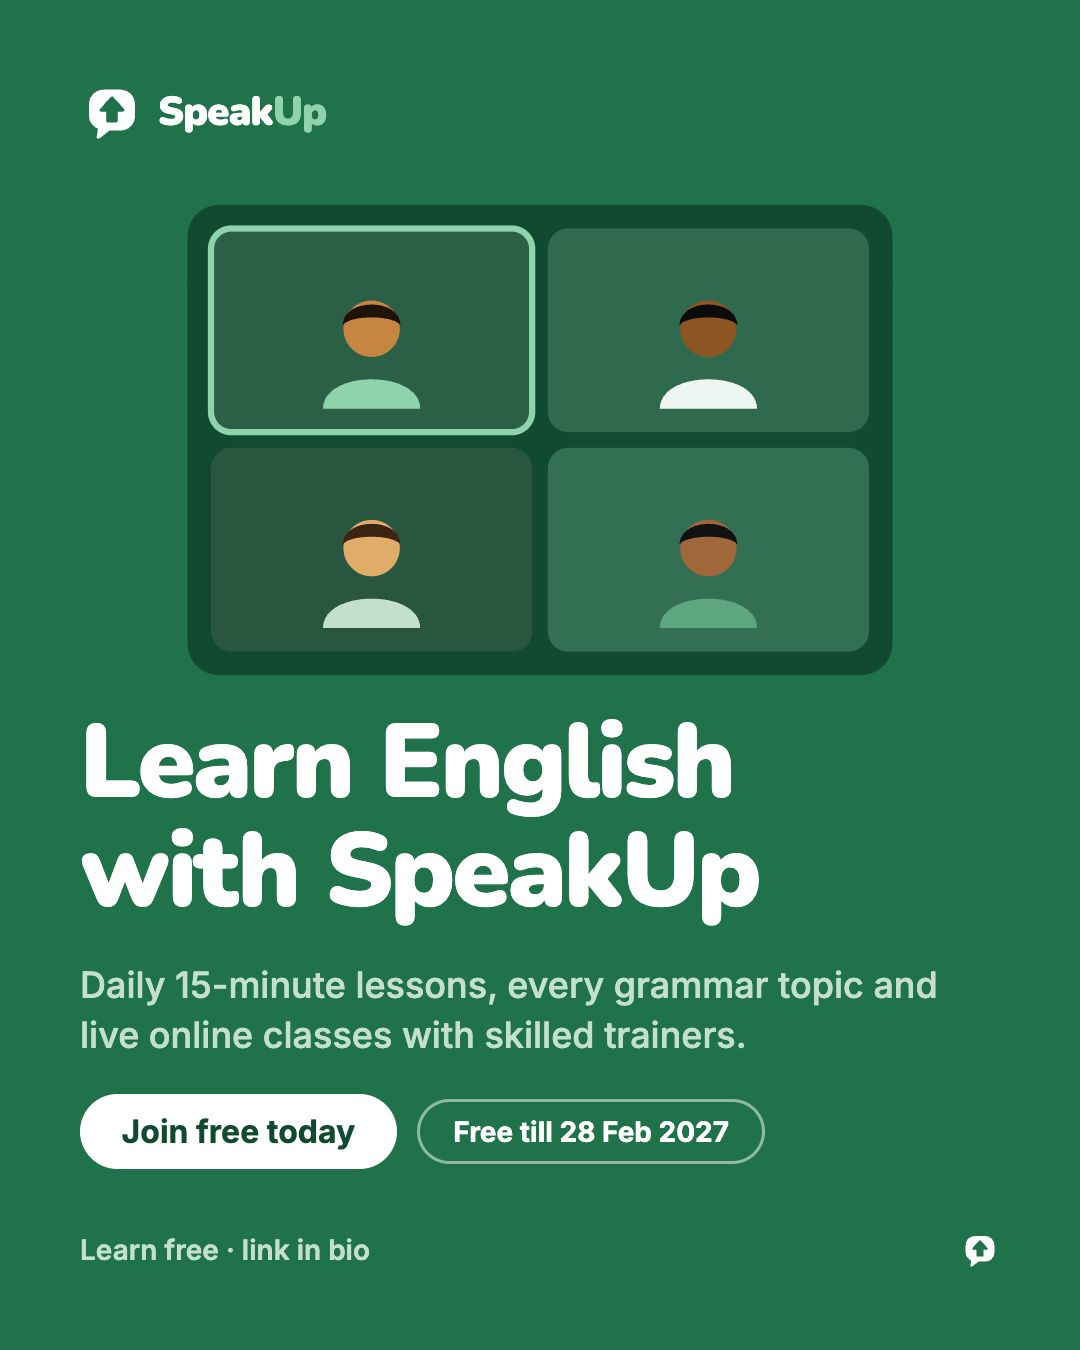 SpeakUp
Learn English
with SpeakUp
Daily 15-minute lessons, every grammar topic and
live online classes with skilled trainers.
Join free today
Free till 28 Feb 2027
Learn free · link in bio